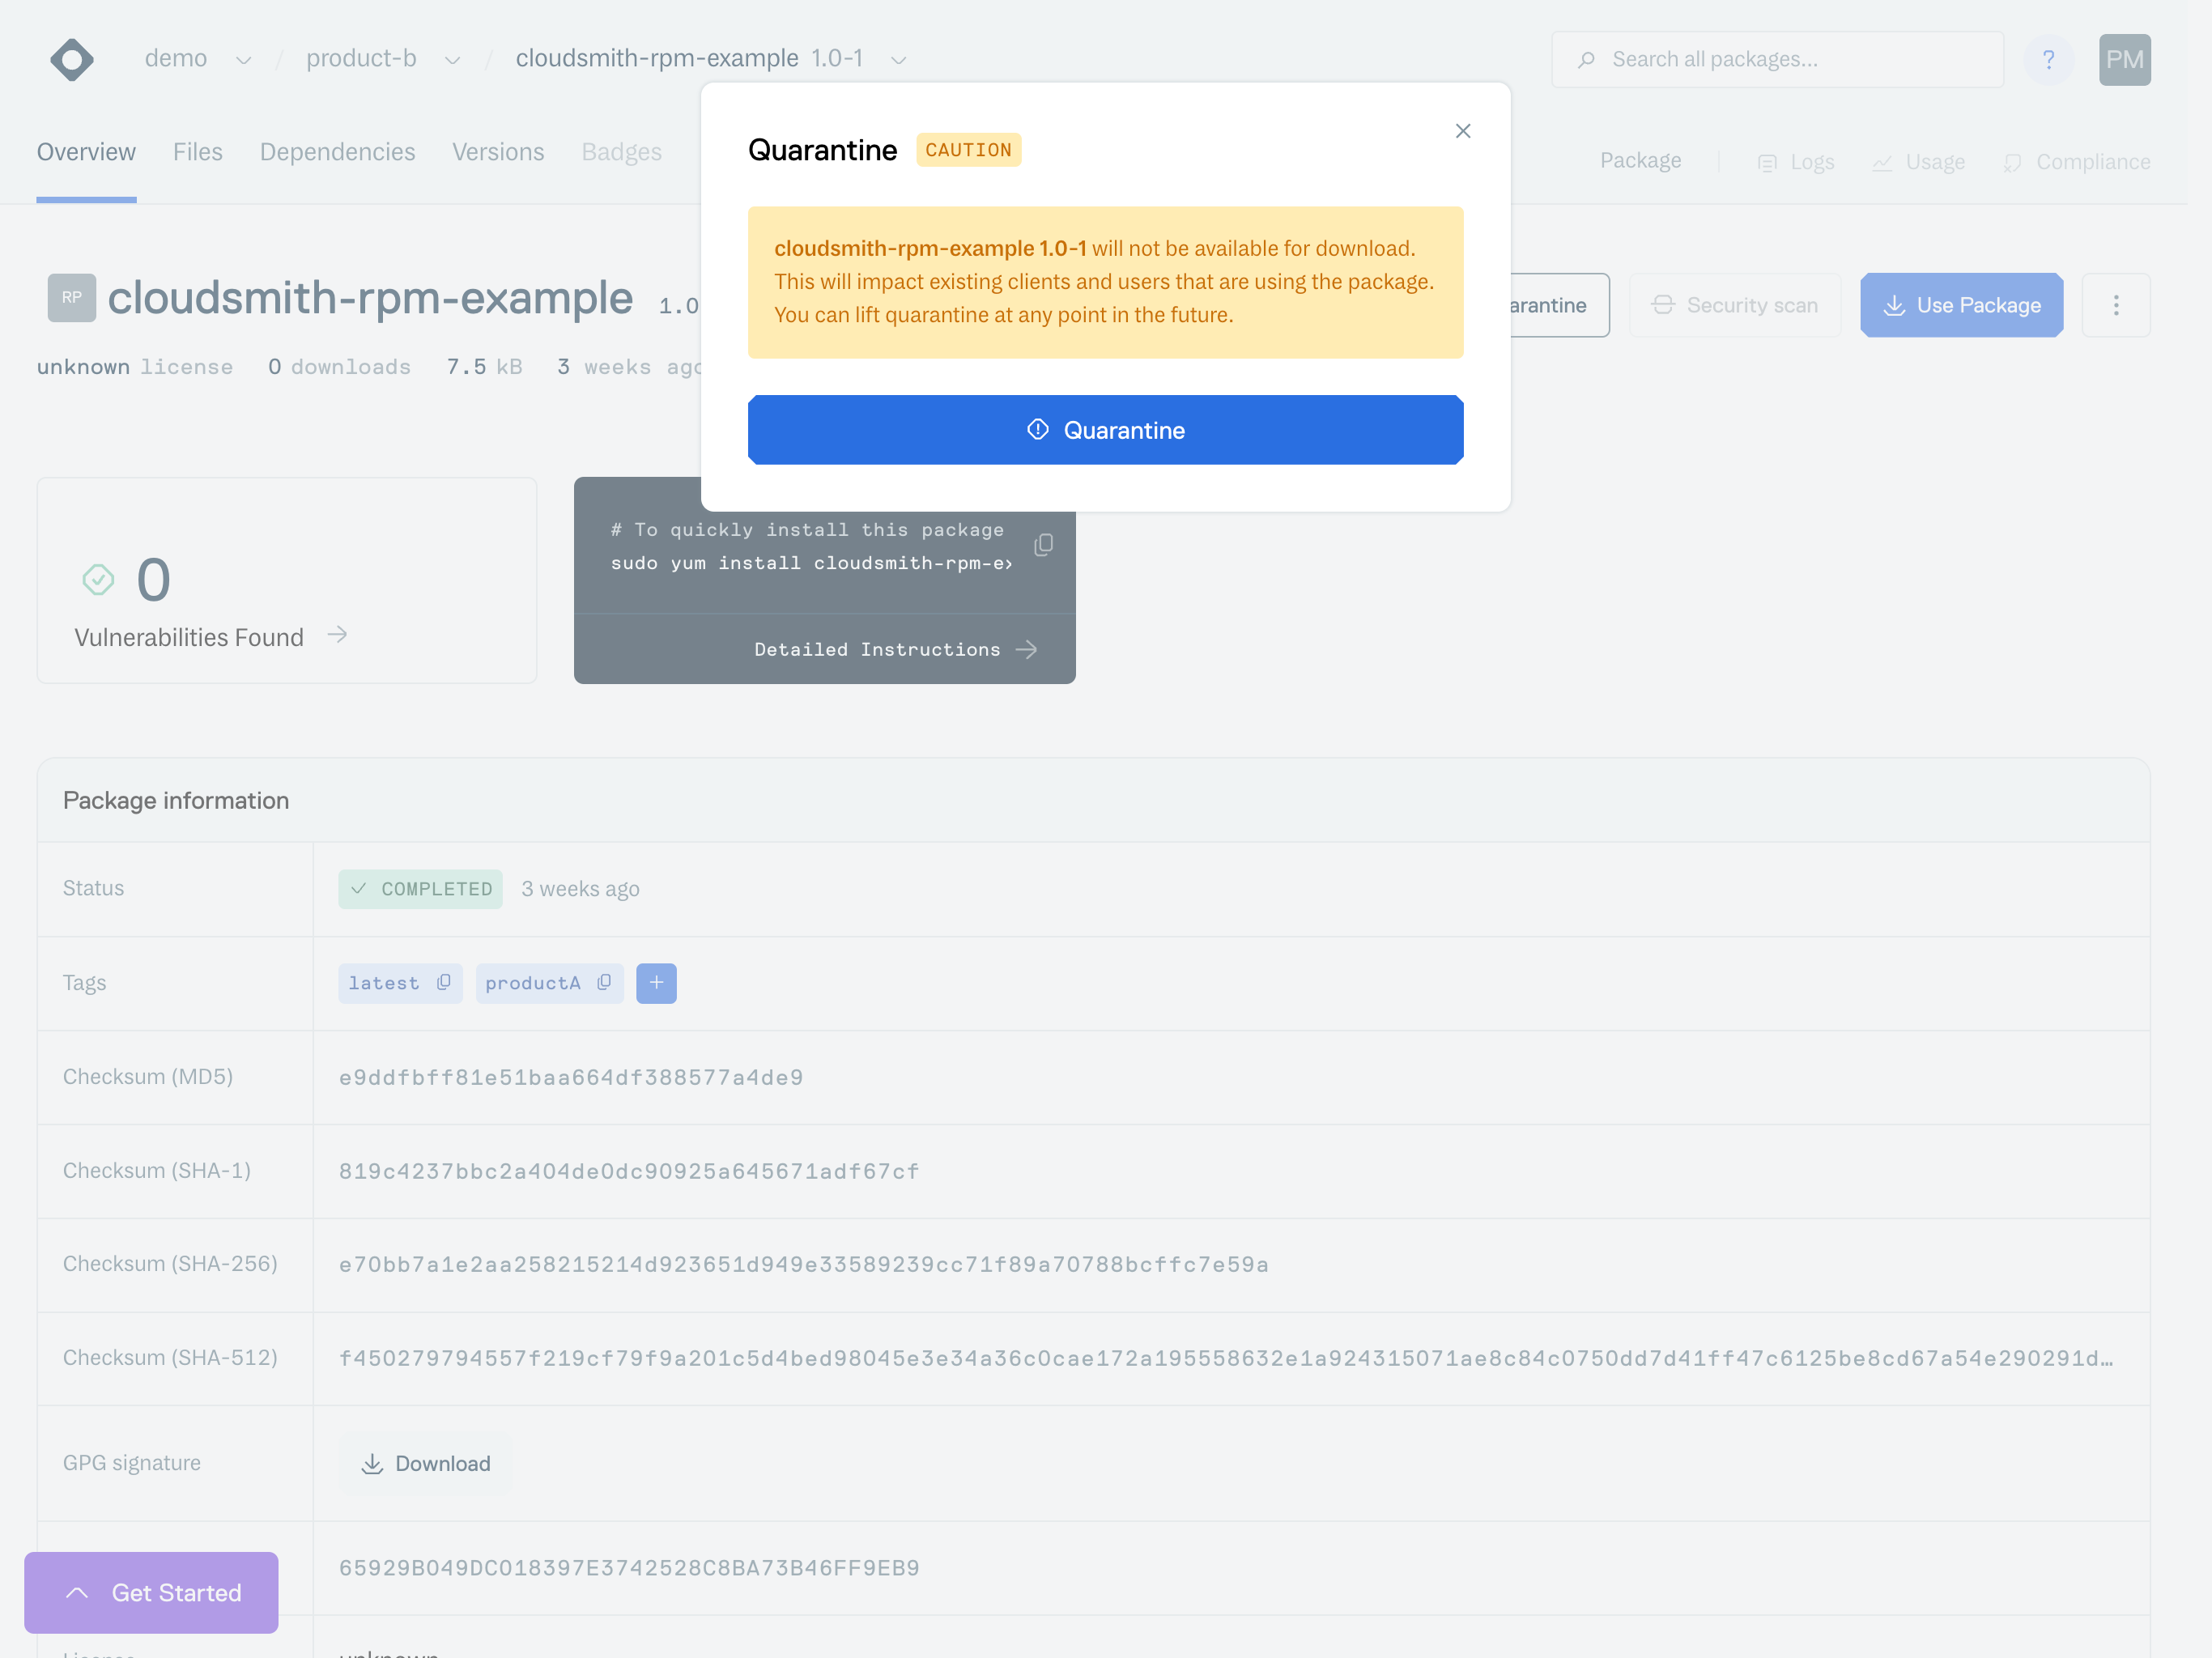 demo / product-b / cloudsmith-rpm-example 1.0-1
Search all packages...
?
PM
Overview Files Dependencies Versions Badges
Package Logs Usage Compliance
Quarantine CAUTION
cloudsmith-rpm-example 1.0-1 will not be available for download.
This will impact existing clients and users that are using the package.
You can lift quarantine at any point in the future.
Quarantine
RP cloudsmith-rpm-example 1.0
arantine Security scan Use Package
unknown license 0 downloads 7.5 kB 3 weeks ago
0
Vulnerabilities Found
# To quickly install this package
sudo yum install cloudsmith-rpm-e
Detailed Instructions
Package information
Status COMPLETED 3 weeks ago
Tags latest productA +
Checksum (MD5) e9ddfbff81e51baa664df388577a4de9
Checksum (SHA-1) 819c4237bbc2a404de0dc90925a645671adf67cf
Checksum (SHA-256) e70bb7a1e2aa258215214d923651d949e33589239cc71f89a70788bcffc7e59a
Checksum (SHA-512) f450279794557f219cf79f9a201c5d4bed98045e3e34a36c0cae172a195558632e1a924315071ae8c84c0750dd7d41ff47c6125be8cd67a54e290291d…
GPG signature Download
65929B049DC018397E3742528C8BA73B46FF9EB9
Get Started